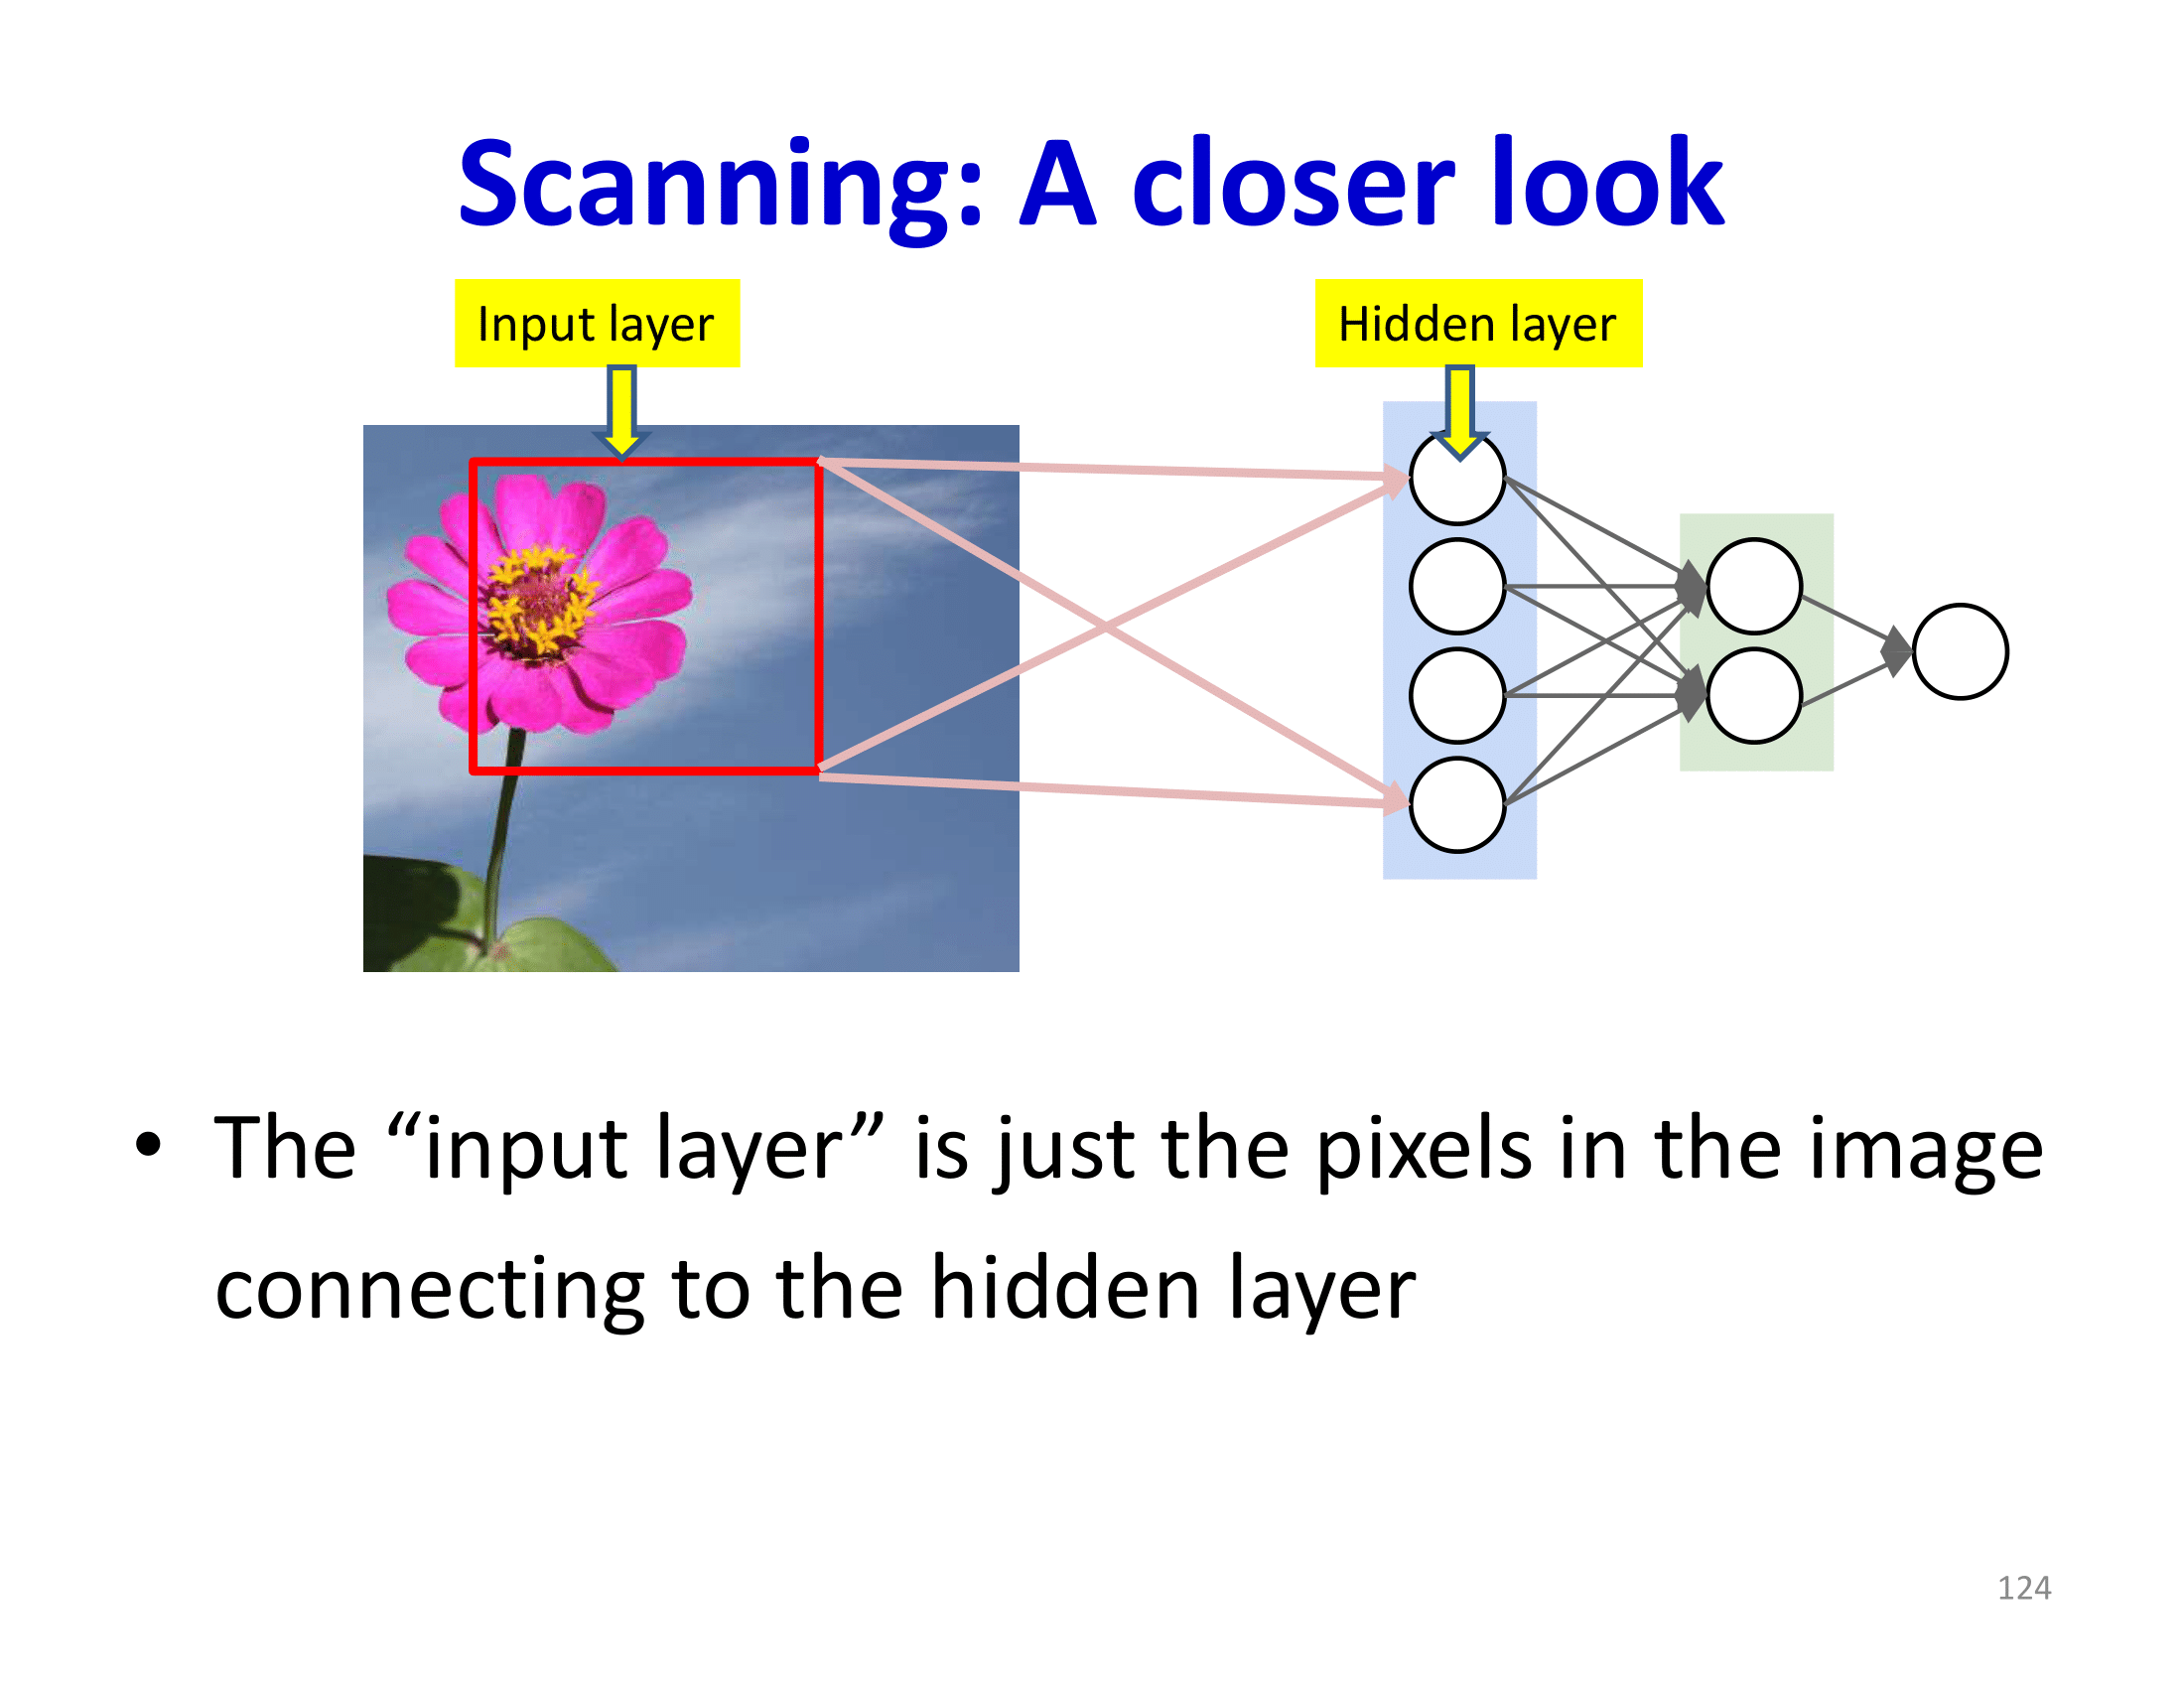 Scanning: A closer look
Input layer
Hidden layer
• The “input layer” is just the pixels in the image
connecting to the hidden layer
124